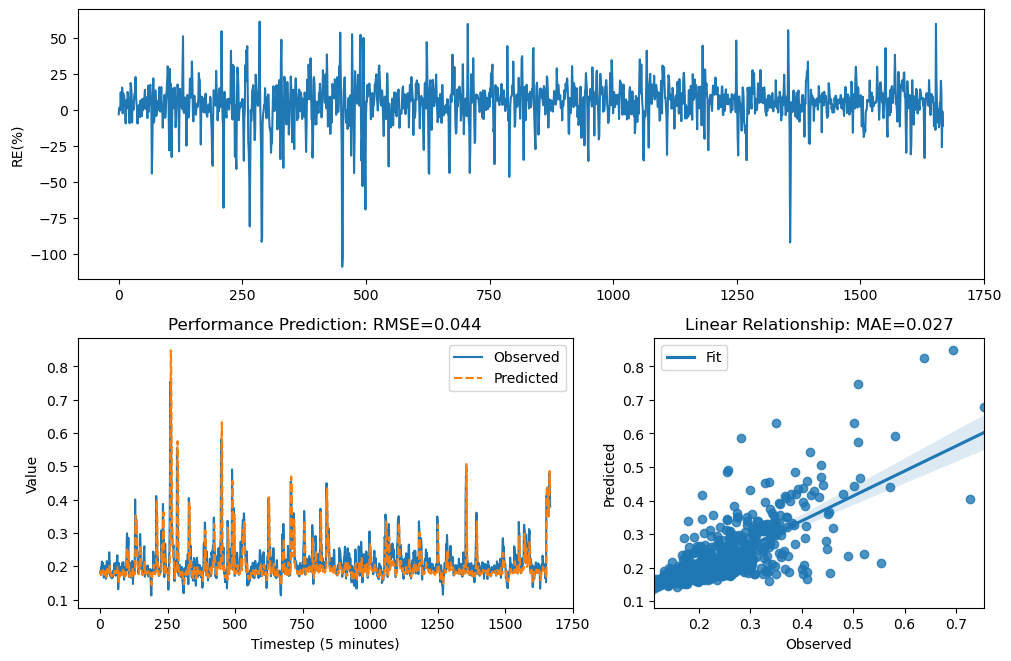 50
25
0
−25
−50
−75
−100
RE(%)
0 250 500 750 1000 1250 1500 1750
Performance Prediction: RMSE=0.044
Observed
Predicted
0.8
0.7
0.6
0.5
0.4
0.3
0.2
0.1
Value
0 250 500 750 1000 1250 1500 1750
Timestep (5 minutes)
Linear Relationship: MAE=0.027
Fit
0.8
0.7
0.6
0.5
0.4
0.3
0.2
0.1
Predicted
0.2 0.3 0.4 0.5 0.6 0.7
Observed